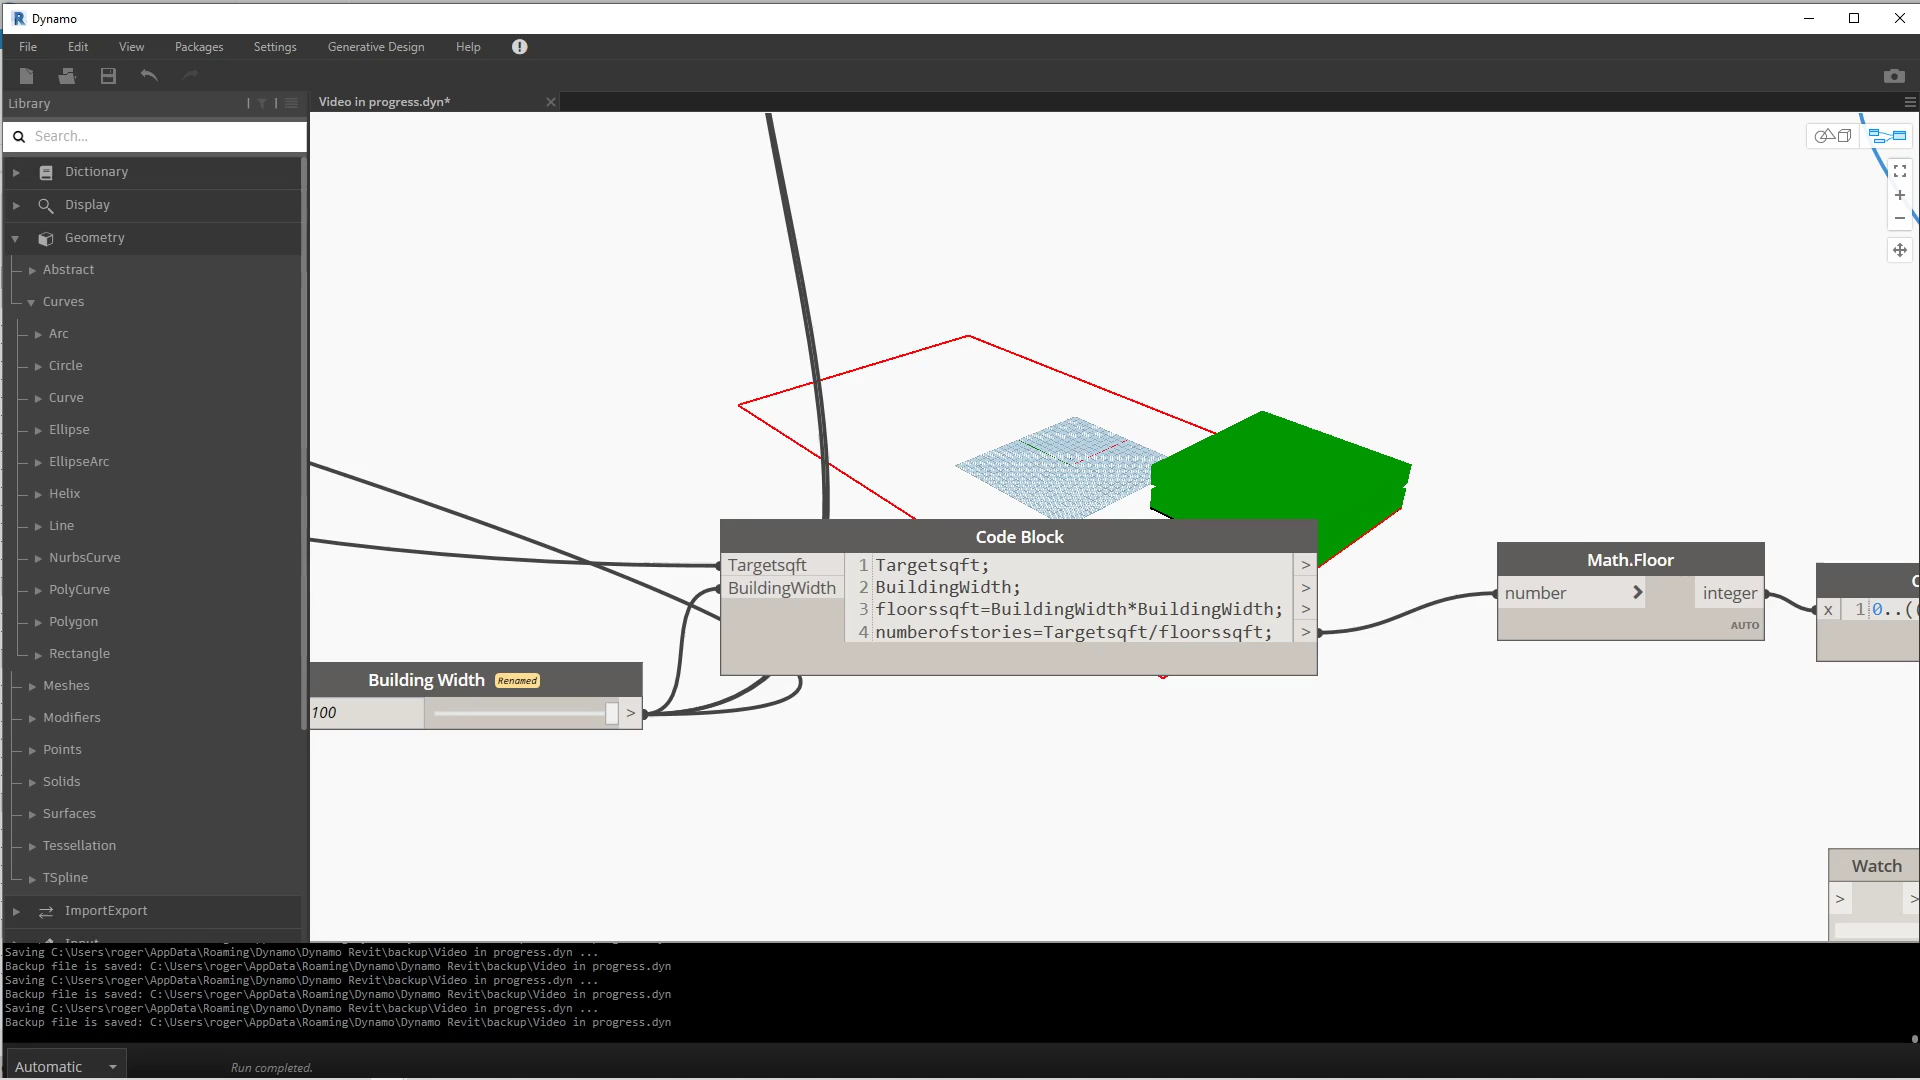 Dynamo
File Edit View Packages Settings Generative Design Help
Library
Video in progress.dyn*
Search...
Dictionary
Display
Geometry
Abstract
Curves
Arc
Circle
Curve
Ellipse
EllipseArc
Helix
Line
NurbsCurve
PolyCurve
Polygon
Rectangle
Meshes
Modifiers
Points
Solids
Surfaces
Tessellation
TSpline
ImportExport
Code Block
Targetsqft
BuildingWidth
1 Targetsqft;
2 BuildingWidth;
3 floorssqft=BuildingWidth*BuildingWidth;
4 numberofstories=Targetsqft/floorssqft;
>
>
>
>
Building Width Renamed
100 >
Math.Floor
number > integer
AUTO
x 1 0..((
Watch
> >
Saving C:\Users\roger\AppData\Roaming\Dynamo\Dynamo Revit\backup\Video in progress.dyn ...
Backup file is saved: C:\Users\roger\AppData\Roaming\Dynamo\Dynamo Revit\backup\Video in progress.dyn
Saving C:\Users\roger\AppData\Roaming\Dynamo\Dynamo Revit\backup\Video in progress.dyn ...
Backup file is saved: C:\Users\roger\AppData\Roaming\Dynamo\Dynamo Revit\backup\Video in progress.dyn
Saving C:\Users\roger\AppData\Roaming\Dynamo\Dynamo Revit\backup\Video in progress.dyn ...
Backup file is saved: C:\Users\roger\AppData\Roaming\Dynamo\Dynamo Revit\backup\Video in progress.dyn
Automatic
Run completed.